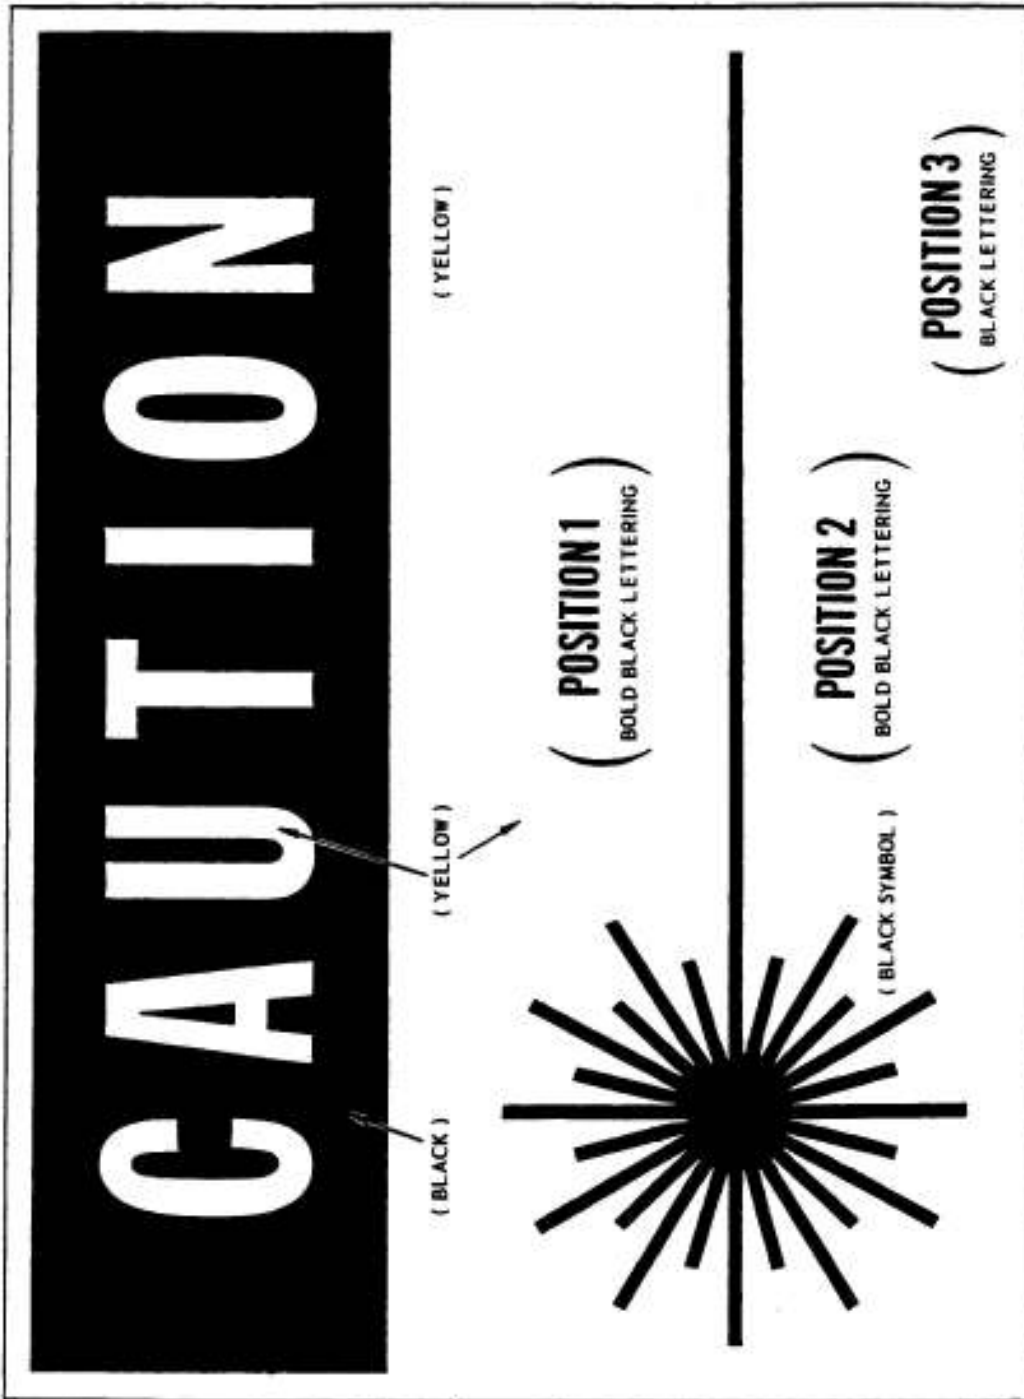 CAUTION
( BLACK )
( YELLOW )
( YELLOW )
( POSITION 1
BOLD BLACK LETTERING )
( BLACK SYMBOL )
( POSITION 2
BOLD BLACK LETTERING )
( POSITION 3
BLACK LETTERING )